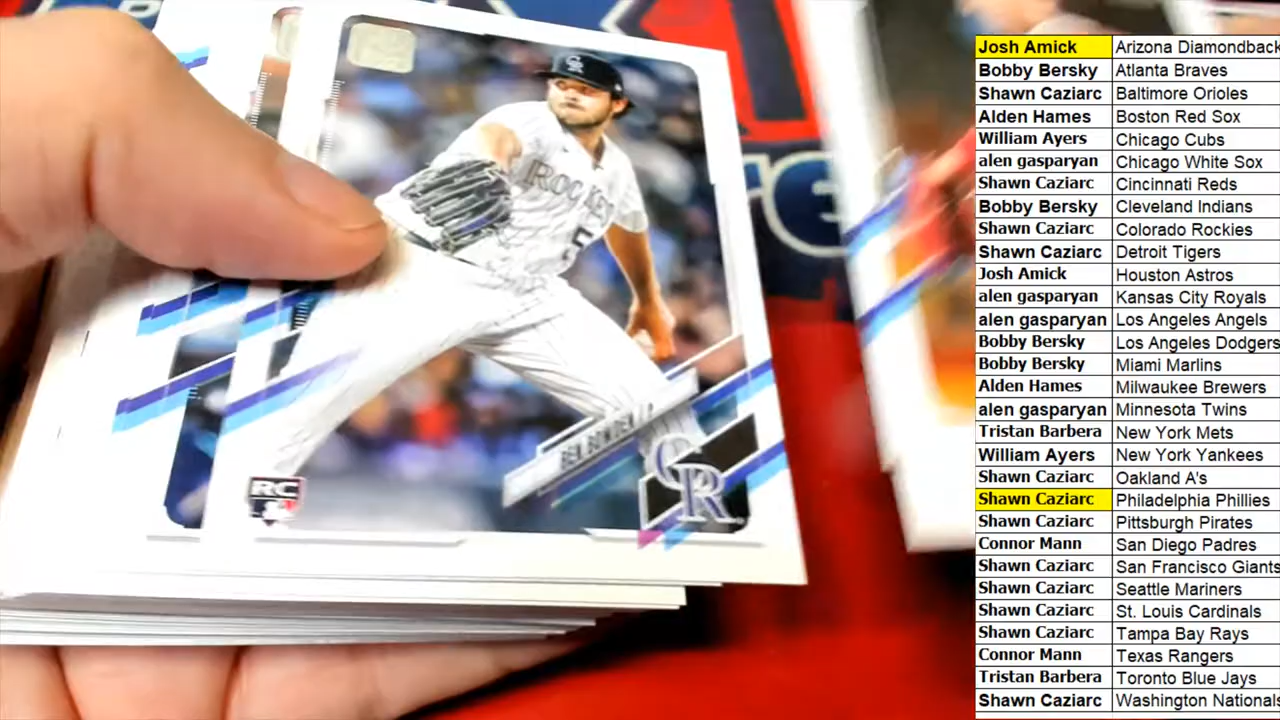 CR
ROCKIES
5
BEN BOWDEN
RC
CR
re
Josh Amick Arizona Diamondback
Bobby Bersky Atlanta Braves
Shawn Caziarc Baltimore Orioles
Alden Hames Boston Red Sox
William Ayers Chicago Cubs
alen gasparyan Chicago White Sox
Shawn Caziarc Cincinnati Reds
Bobby Bersky Cleveland Indians
Shawn Caziarc Colorado Rockies
Shawn Caziarc Detroit Tigers
Josh Amick Houston Astros
alen gasparyan Kansas City Royals
alen gasparyan Los Angeles Angels
Bobby Bersky Los Angeles Dodgers
Bobby Bersky Miami Marlins
Alden Hames Milwaukee Brewers
alen gasparyan Minnesota Twins
Tristan Barbera New York Mets
William Ayers New York Yankees
Shawn Caziarc Oakland A's
Shawn Caziarc Philadelphia Phillies
Shawn Caziarc Pittsburgh Pirates
Connor Mann San Diego Padres
Shawn Caziarc San Francisco Giants
Shawn Caziarc Seattle Mariners
Shawn Caziarc St. Louis Cardinals
Shawn Caziarc Tampa Bay Rays
Connor Mann Texas Rangers
Tristan Barbera Toronto Blue Jays
Shawn Caziarc Washington Nationals